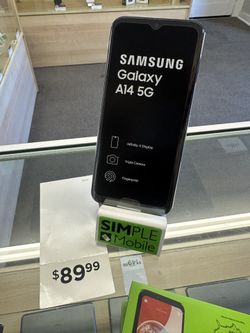 SAMSUNG
Galaxy
A14 5G
Infinity-V Display
Triple Camera
Fingerprint
SIMPLE
Mobile
$89.99